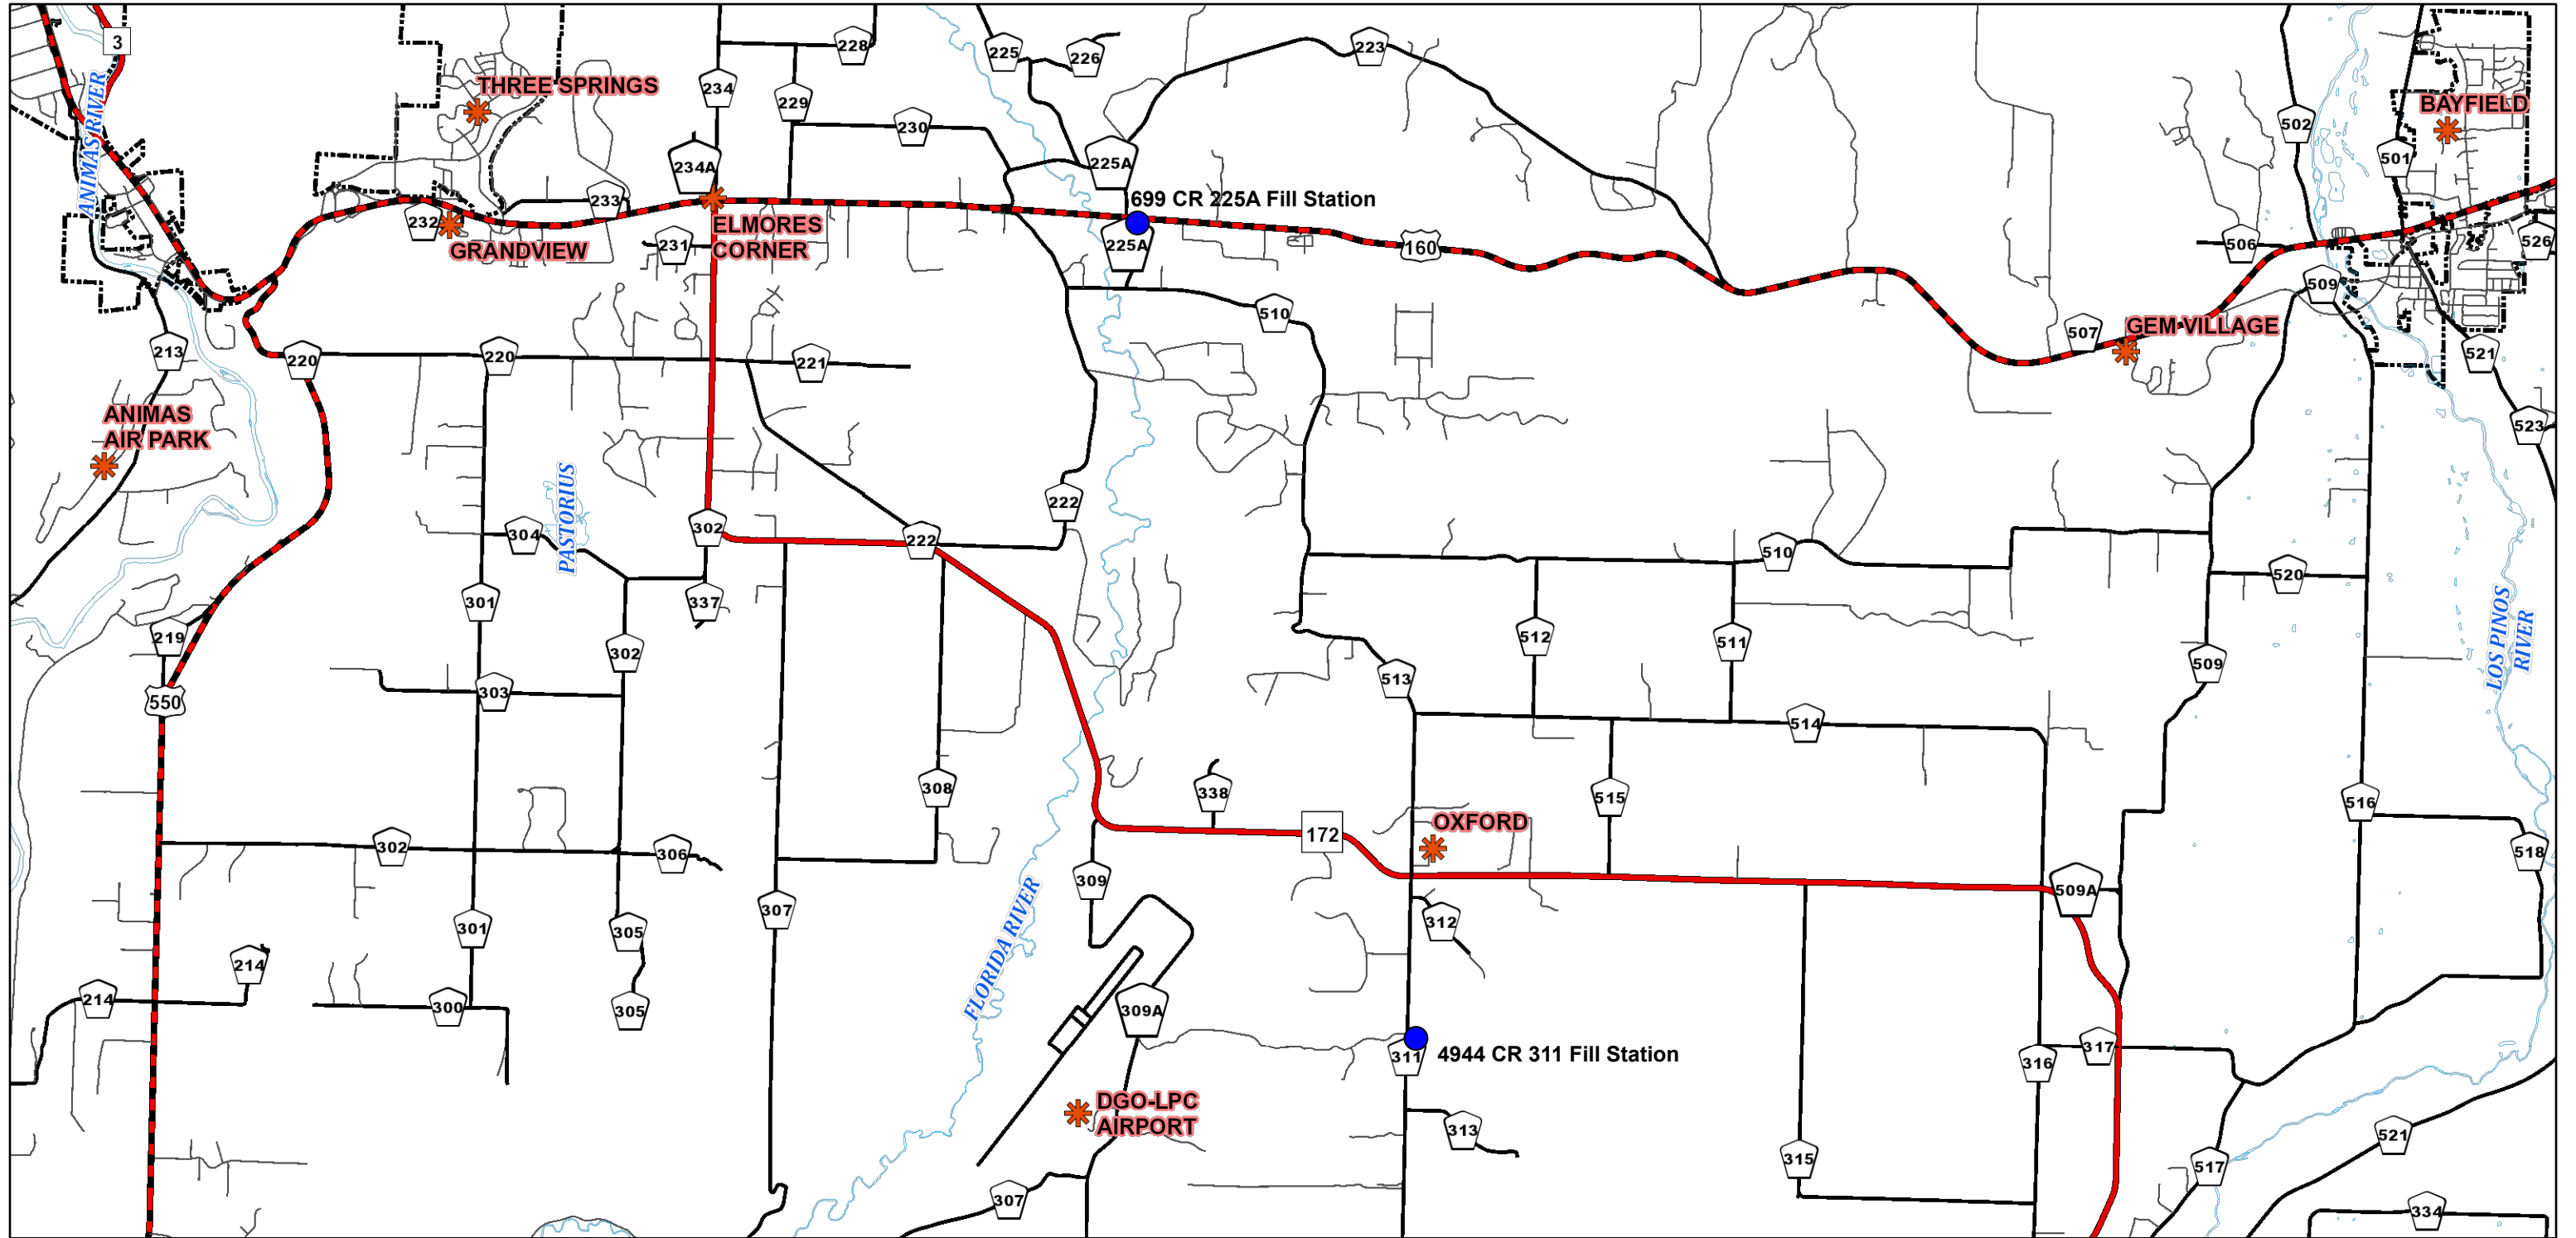 3
228
225
226
223
THREE SPRINGS
234
229
230
BAYFIELD
502
501
ANIMAS RIVER
234A
225A
699 CR 225A Fill Station
233
232
GRANDVIEW
231
ELMORES
CORNER
225A
160
506
526
509
510
GEM VILLAGE
507
213
220
220
221
521
ANIMAS
AIR PARK
523
PASTORIUS
222
302
304
222
510
520
301
337
219
302
512
511
509
LOS PINOS
RIVER
550
303
513
514
308
338
515
516
172
OXFORD
302
306
518
309
509A
307
312
301
305
FLORIDA RIVER
214
214
300
305
309A
311
4944 CR 311 Fill Station
316
317
DGO-LPC
AIRPORT
313
315
521
517
307
334